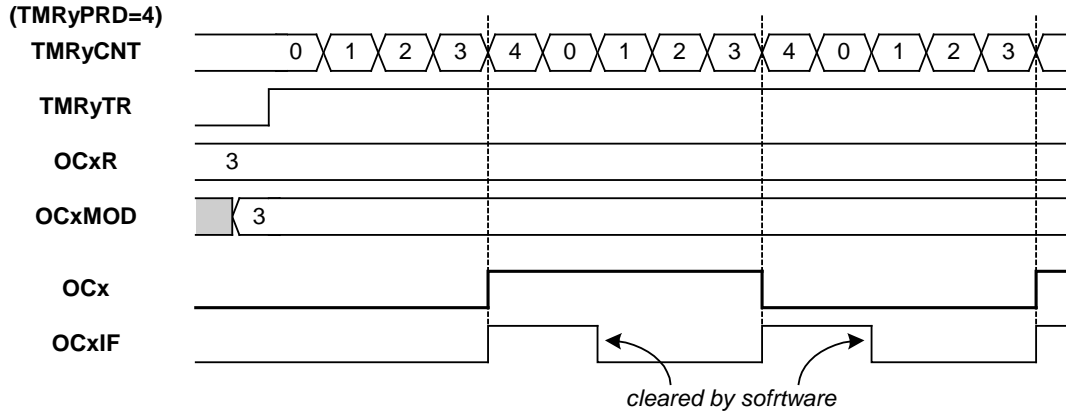 (TMRyPRD=4)
TMRyCNT 0 1 2 3 4 0 1 2 3 4 0 1 2 3
TMRyTR
OCxR 3
OCxMOD 3
OCx
OCxIF
cleared by sofrtware